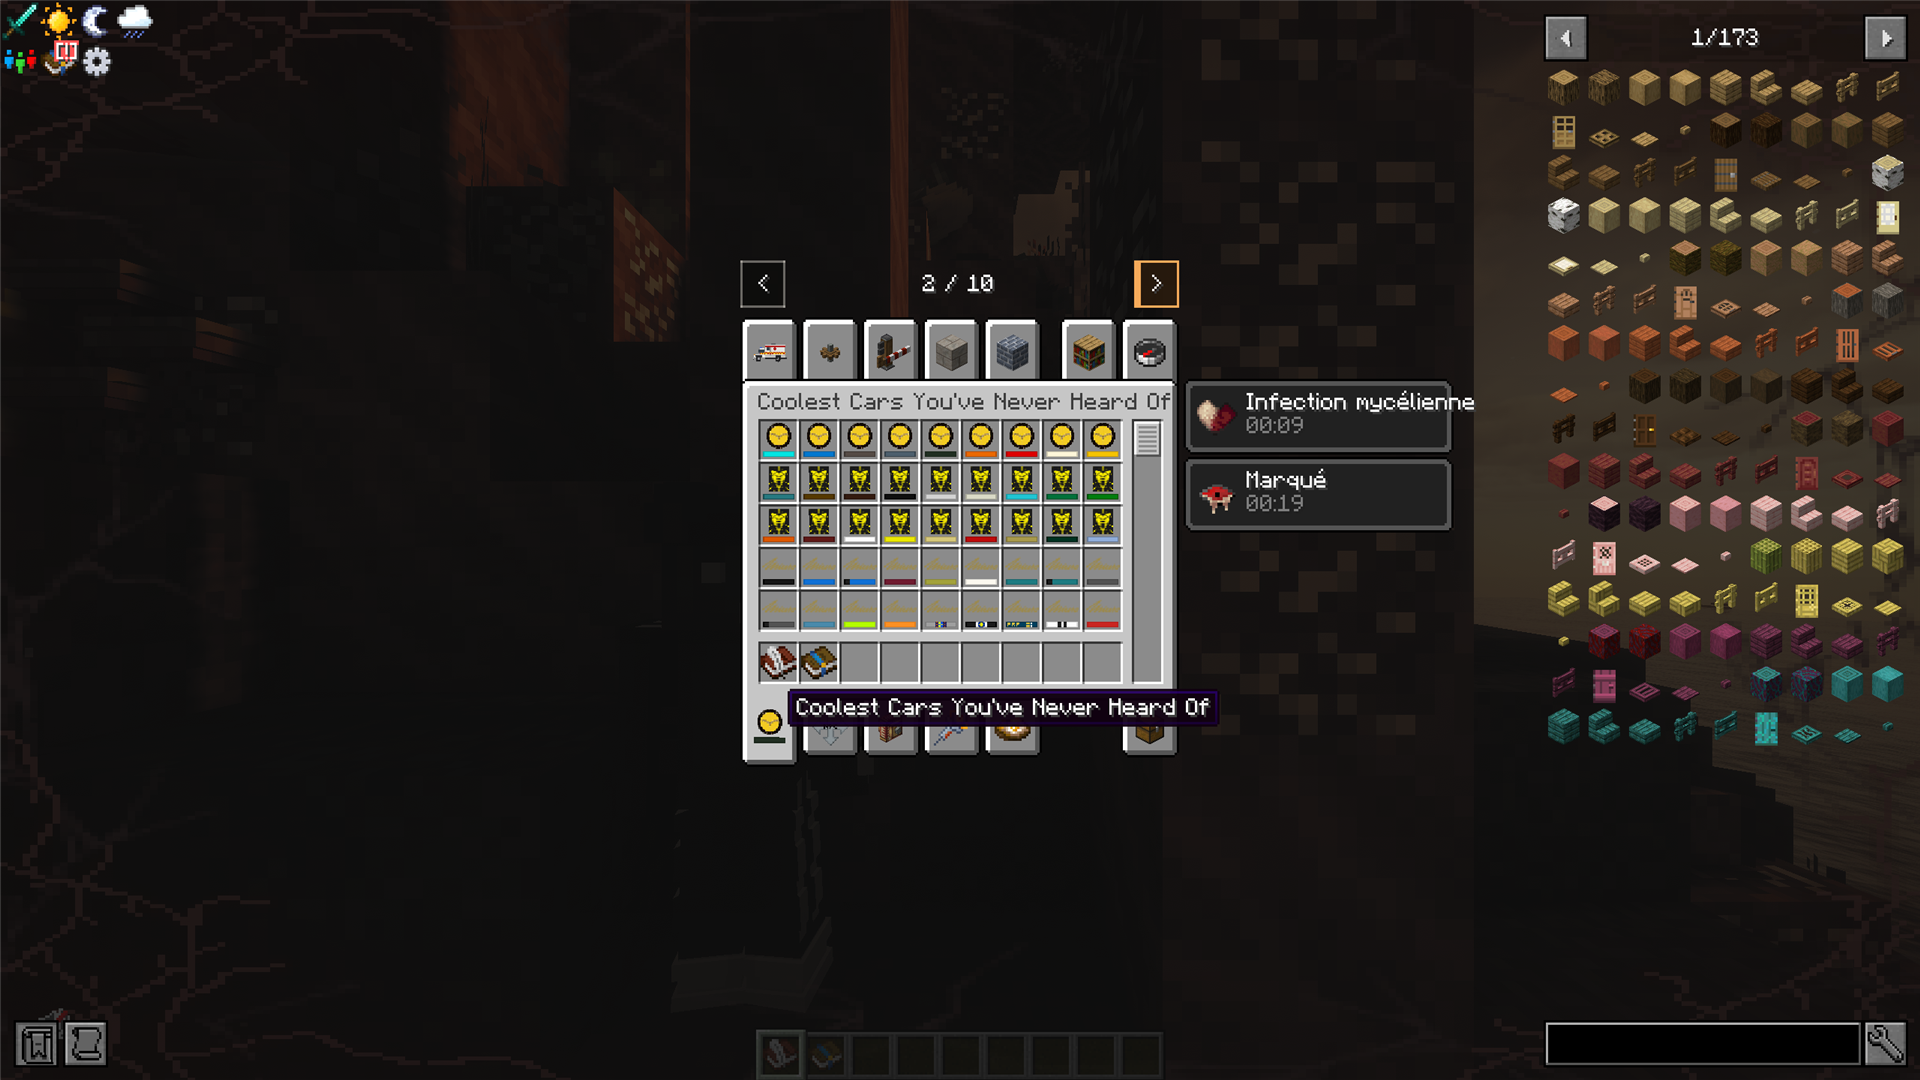 1/173
2 / 10
Coolest Cars You've Never Heard Of
Infection mycélienne
00:09
Marqué
00:19
Coolest Cars You've Never Heard Of